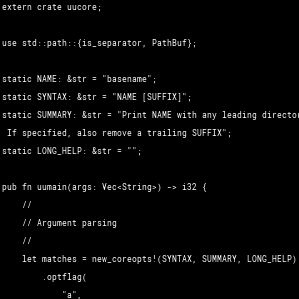 extern crate uucore;
use std::path::{is_separator, PathBuf};
static NAME: &str = "basename";
static SYNTAX: &str = "NAME [SUFFIX]";
static SUMMARY: &str = "Print NAME with any leading director
 If specified, also remove a trailing SUFFIX";
static LONG_HELP: &str = "";
pub fn uumain(args: Vec<String>) -> i32 {
    //
    // Argument parsing
    //
    let matches = new_coreopts!(SYNTAX, SUMMARY, LONG_HELP)
        .optflag(
            "a",